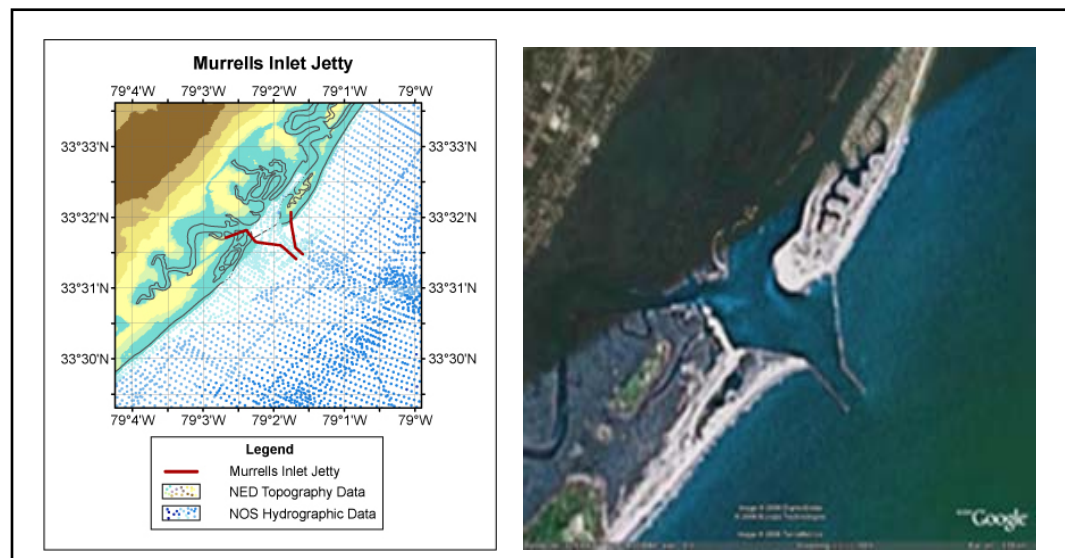 Murrells Inlet Jetty
79°4'W 79°3'W 79°2'W 79°1'W 79°W
33°33'N 33°33'N
33°32'N 33°32'N
33°31'N 33°31'N
33°30'N 33°30'N
79°4'W 79°3'W 79°2'W 79°1'W 79°W
Legend
Murrells Inlet Jetty
NED Topography Data
NOS Hydrographic Data
Google